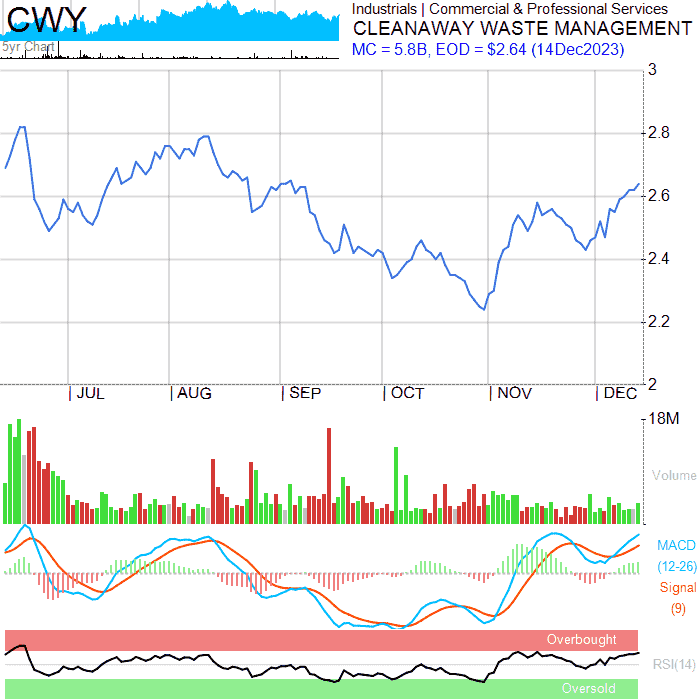 CWY
5yr Chart
Industrials | Commercial & Professional Services
CLEANAWAY WASTE MANAGEMENT
MC = 5.8B, EOD = $2.64 (14Dec2023)
3
2.8
2.6
2.4
2.2
2
JUL AUG SEP OCT NOV DEC
18M
Volume
MACD
(12-26)
Signal
(9)
Overbought
RSI(14)
Oversold